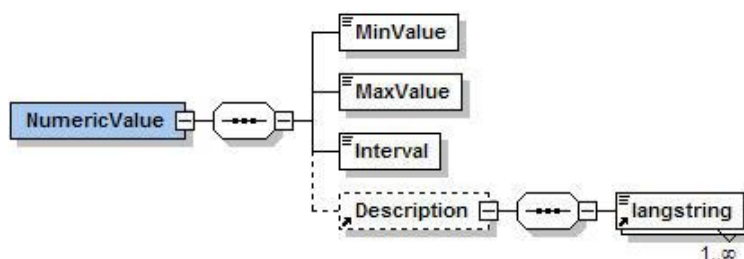 MinValue
MaxValue
NumericValue
Interval
Description
langstring
1..∞